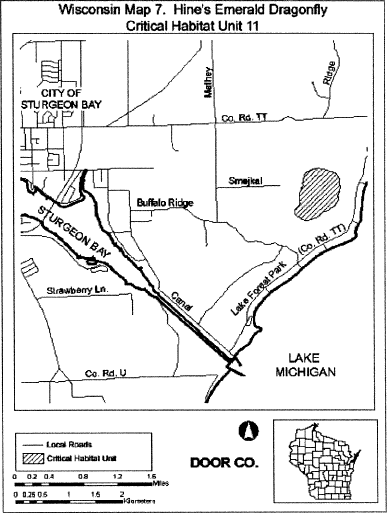 Wisconsin Map 7. Hine's Emerald Dragonfly
Critical Habitat Unit 11
Ridge
CITY OF
STURGEON BAY
Mathey
Co. Rd. TT
Smejkal
Buffalo Ridge
STURGEON BAY
(Co. Rd. TT)
Lake Forest Park
Strawberry Ln.
Canal
LAKE
MICHIGAN
Co. Rd. U
Local Roads
Critical Habitat Unit
DOOR CO.
0 0.2 0.4 0.8 1.2 1.6
Miles
0 0.25 0.5 1 1.5 2
Kilometers